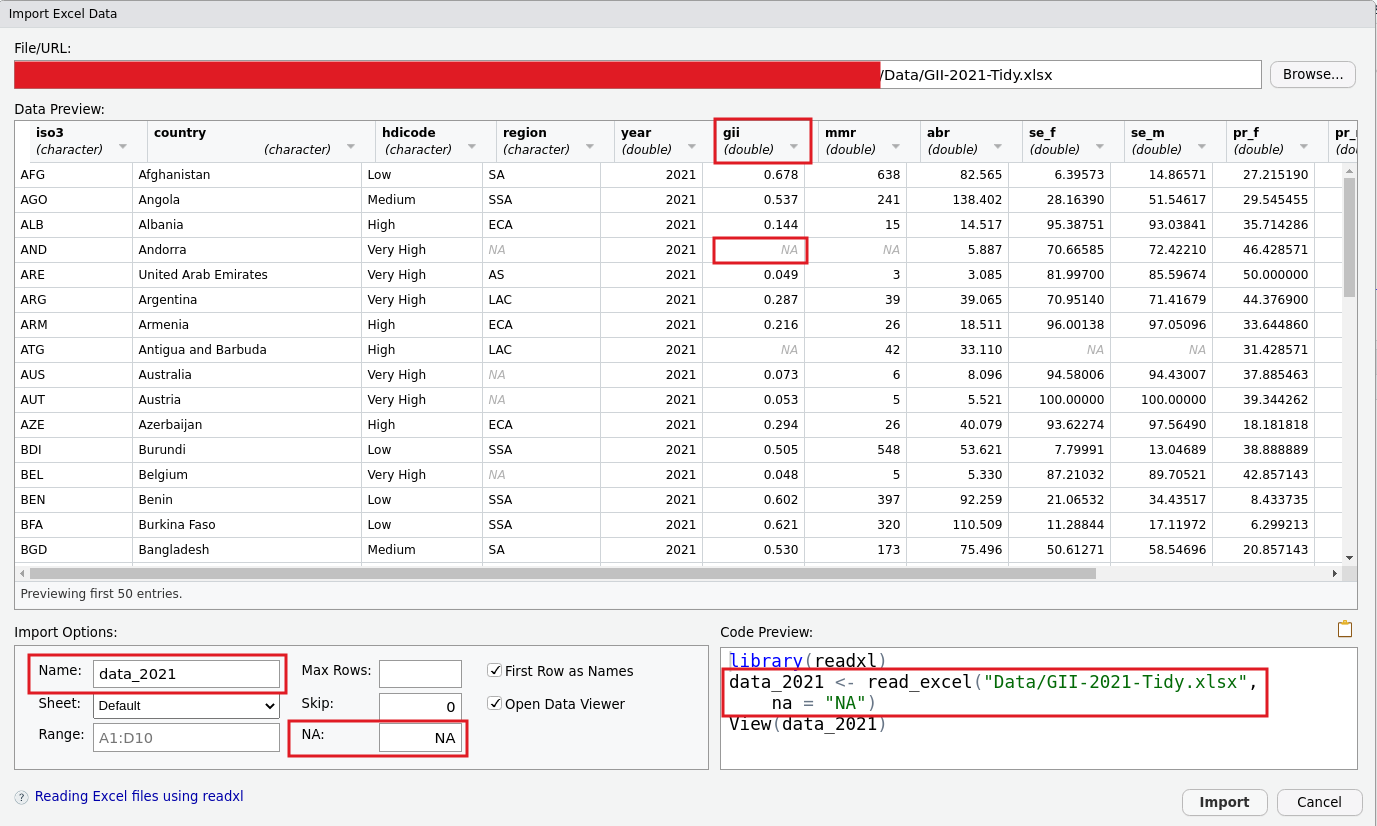 Import Excel Data
File/URL:
/Data/GII-2021-Tidy.xlsx Browse...
Data Preview:
iso3 country hdicode region year gii mmr abr se_f se_m pr_f
(character) (character) (character) (character) (double) (double) (double) (double) (double) (double) (double)
AFG Afghanistan Low SA 2021 0.678 638 82.565 6.39573 14.86571 27.215190
AGO Angola Medium SSA 2021 0.537 241 138.402 28.16390 51.54617 29.545455
ALB Albania High ECA 2021 0.144 15 14.517 95.38751 93.03841 35.714286
AND Andorra Very High NA 2021 NA NA 5.887 70.66585 72.42210 46.428571
ARE United Arab Emirates Very High AS 2021 0.049 3 3.085 81.99700 85.59674 50.000000
ARG Argentina Very High LAC 2021 0.287 39 39.065 70.95140 71.41679 44.376900
ARM Armenia High ECA 2021 0.216 26 18.511 96.00138 97.05096 33.644860
ATG Antigua and Barbuda High LAC 2021 NA 42 33.110 NA NA 31.428571
AUS Australia Very High NA 2021 0.073 6 8.096 94.58006 94.43007 37.885463
AUT Austria Very High NA 2021 0.053 5 5.521 100.00000 100.00000 39.344262
AZE Azerbaijan High ECA 2021 0.294 26 40.079 93.62274 97.56490 18.181818
BDI Burundi Low SSA 2021 0.505 548 53.621 7.79991 13.04689 38.888889
BEL Belgium Very High NA 2021 0.048 5 5.330 87.21032 89.70521 42.857143
BEN Benin Low SSA 2021 0.602 397 92.259 21.06532 34.43517 8.433735
BFA Burkina Faso Low SSA 2021 0.621 320 110.509 11.28844 17.11972 6.299213
BGD Bangladesh Medium SA 2021 0.530 173 75.496 50.61271 58.54696 20.857143
Previewing first 50 entries.
Import Options:
Name: data_2021 Max Rows: First Row as Names
Sheet: Default Skip: 0 Open Data Viewer
Range: A1:D10 NA: NA
Code Preview:
library(readxl)
data_2021 <- read_excel("Data/GII-2021-Tidy.xlsx",
    na = "NA")
View(data_2021)
? Reading Excel files using readxl
Import Cancel